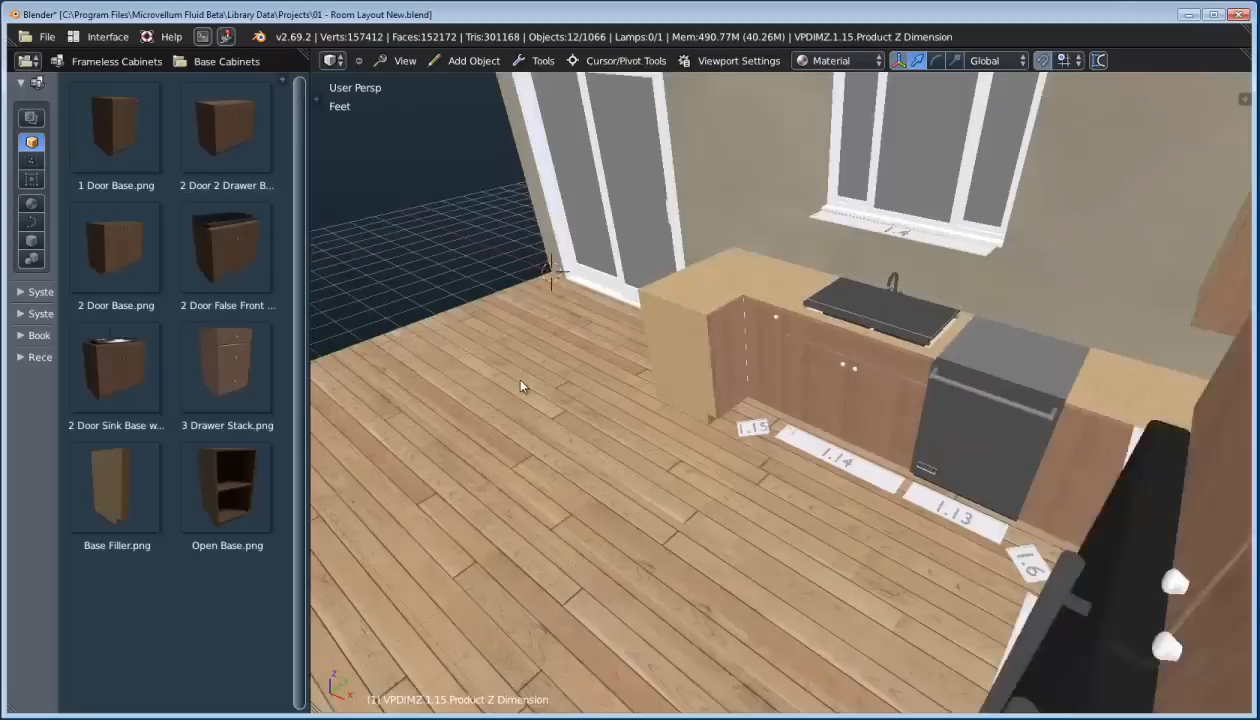 Blender* [C:\Program Files\Microvellum Fluid Beta\Library Data\Projects\01 - Room Layout New.blend]
File Interface Help v2.69.2 | Verts:157412 | Faces:152172 | Tris:301168 | Objects:12/1066 | Lamps:0/1 | Mem:490.77M (40.26M) | VPDIMZ.1.15.Product Z Dimension
Frameless Cabinets Base Cabinets View Add Object Tools Cursor/Pivot Tools Viewport Settings Material Global
User Persp
Feet
1 Door Base.png 2 Door 2 Drawer B...
2 Door Base.png 2 Door False Front ...
2 Door Sink Base w... 3 Drawer Stack.png
Base Filler.png Open Base.png
Syste
Syste
Book
Rece
1.4
1.15
1.14
1.13
1.6
(1) VPDIMZ.1.15.Product Z Dimension
z
y
x